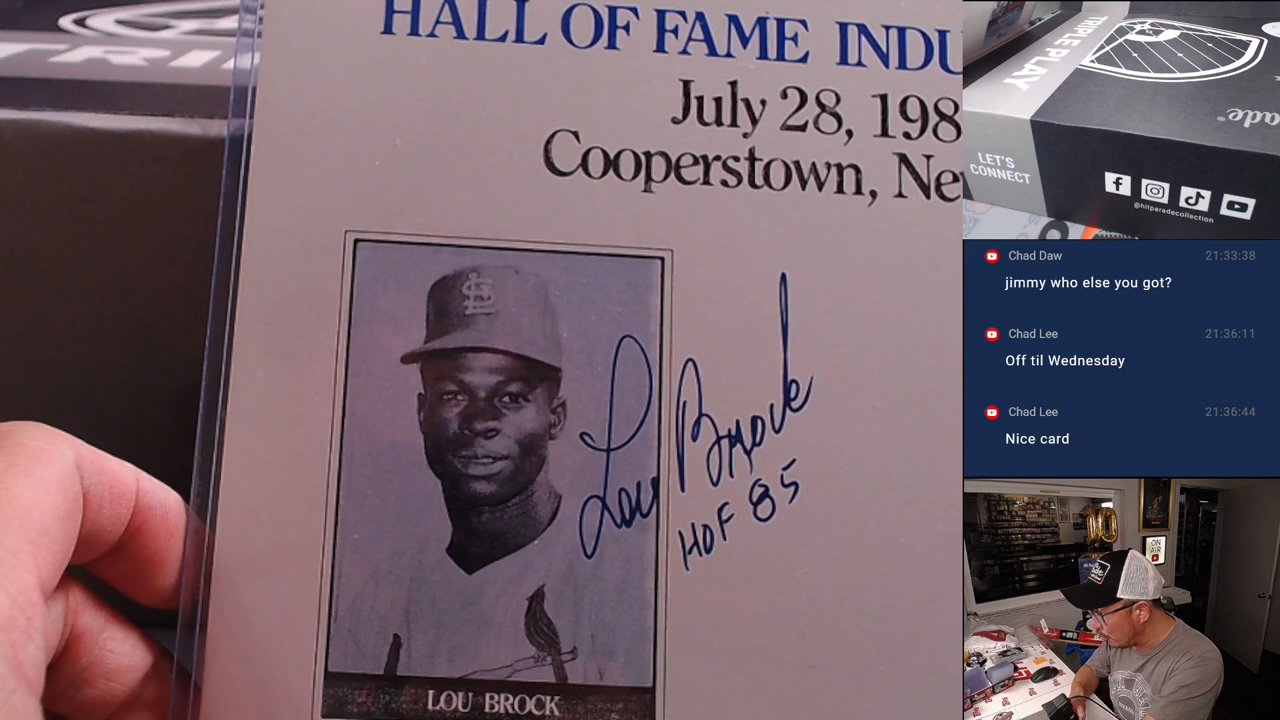 HALL OF FAME INDU
July 28, 198
Cooperstown, Ne
Lou Brock
HOF 85
LOU BROCK
TRIPLE PLAY
LET'S
CONNECT
@hitparadecollection
Chad Daw 21:33:38
jimmy who else you got?
Chad Lee 21:36:11
Off til Wednesday
Chad Lee 21:36:44
Nice card
ON
AIR